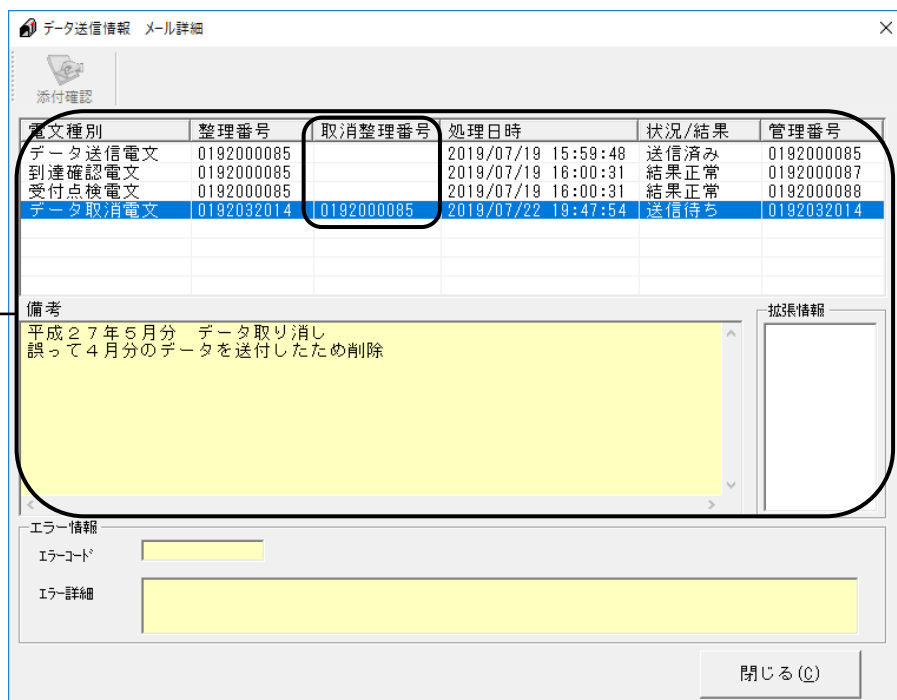 データ送信情報　メール詳細
添付確認
電文種別 整理番号 取消整理番号 処理日時 状況/結果 管理番号
データ送信電文 0192000085 2019/07/19 15:59:48 送信済み 0192000085
到達確認電文 0192000085 2019/07/19 16:00:31 結果正常 0192000087
受付点検電文 0192000085 2019/07/19 16:00:31 結果正常 0192000088
データ取消電文 0192032014 0192000085 2019/07/22 19:47:54 送信待ち 0192032014
備考
平成２７年５月分　データ取り消し
誤って４月分のデータを送付したため削除
拡張情報
エラー情報
ｴﾗｰｺｰﾄﾞ
ｴﾗｰ詳細
閉じる(C)